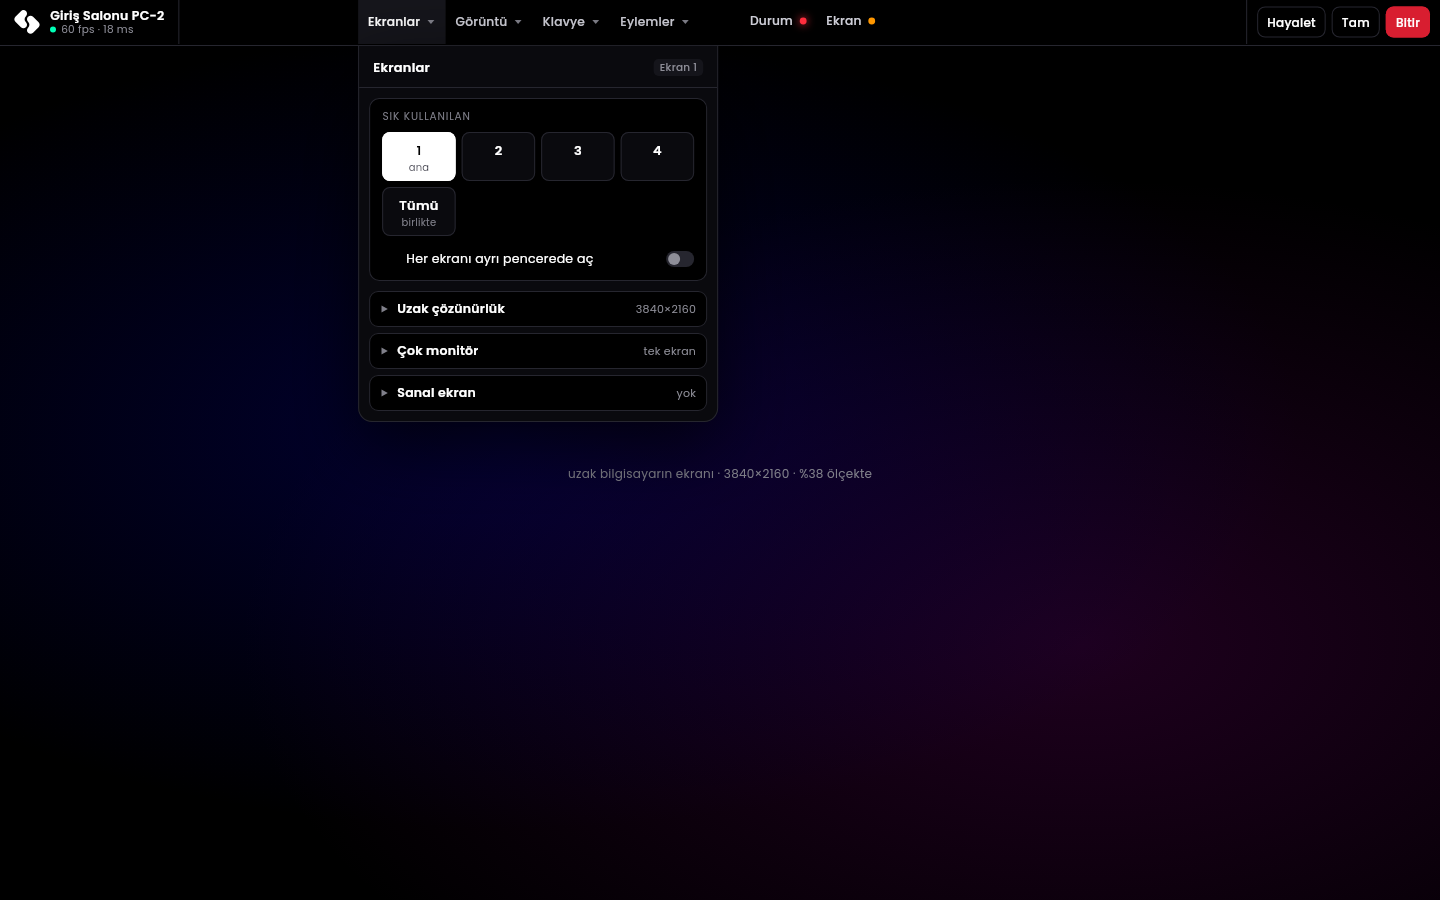 Giriş Salonu PC-2
60 fps · 18 ms
Ekranlar
Görüntü
Klavye
Eylemler
Durum
Ekran
Hayalet
Tam
Bitir
Ekranlar
Ekran 1
SIK KULLANILAN
1
ana
2
3
4
Tümü
birlikte
Her ekranı ayrı pencerede aç
Uzak çözünürlük
3840×2160
Çok monitör
tek ekran
Sanal ekran
yok
uzak bilgisayarın ekranı · 3840×2160 · %38 ölçekte